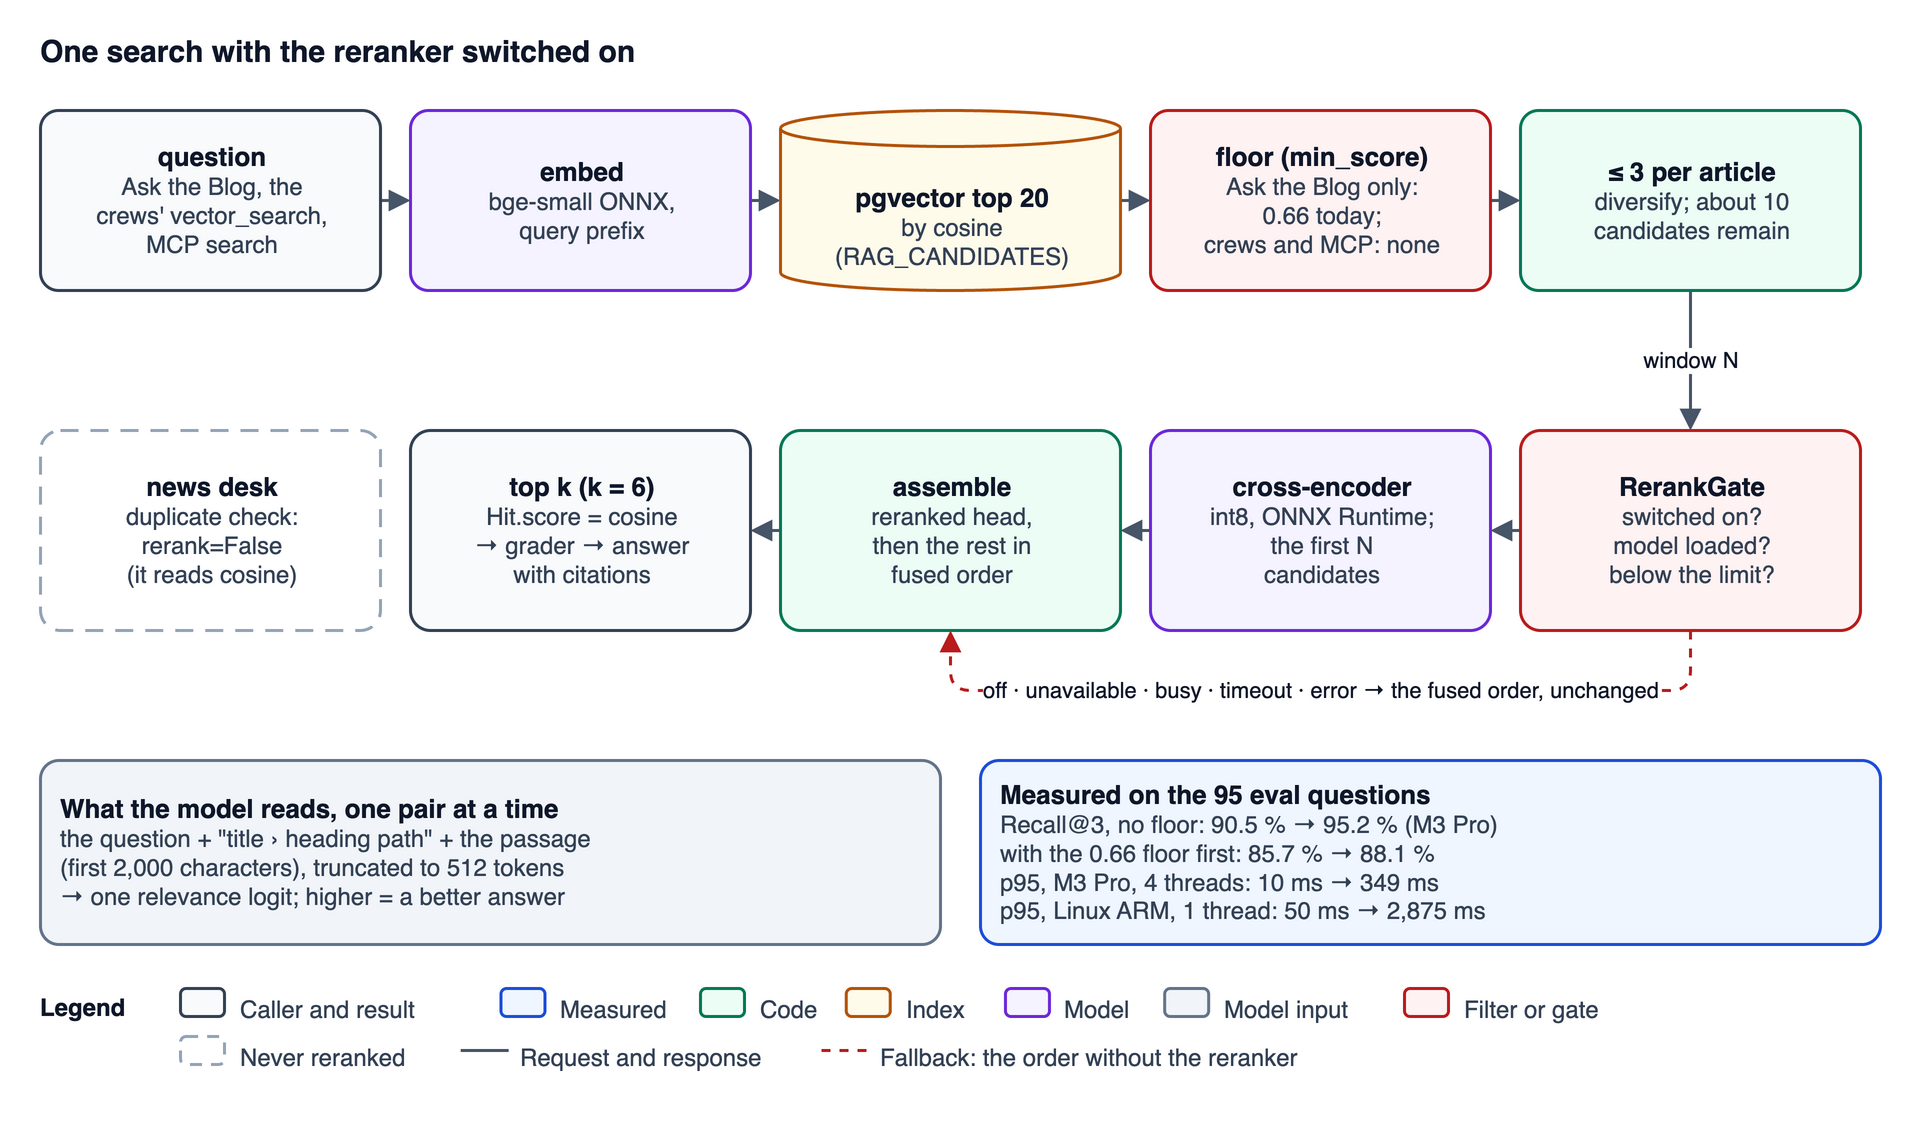 One search with the reranker switched on
question
Ask the Blog, the
crews' vector_search,
MCP search
embed
bge-small ONNX,
query prefix
pgvector top 20
by cosine
(RAG_CANDIDATES)
floor (min_score)
Ask the Blog only:
0.66 today;
crews and MCP: none
≤ 3 per article
diversify; about 10
candidates remain
window N
news desk
duplicate check:
rerank=False
(it reads cosine)
top k (k = 6)
Hit.score = cosine
→ grader → answer
with citations
assemble
reranked head,
then the rest in
fused order
cross-encoder
int8, ONNX Runtime;
the first N
candidates
RerankGate
switched on?
model loaded?
below the limit?
off · unavailable · busy · timeout · error → the fused order, unchanged
What the model reads, one pair at a time
the question + "title › heading path" + the passage
(first 2,000 characters), truncated to 512 tokens
→ one relevance logit; higher = a better answer
Measured on the 95 eval questions
Recall@3, no floor: 90.5 % → 95.2 % (M3 Pro)
with the 0.66 floor first: 85.7 % → 88.1 %
p95, M3 Pro, 4 threads: 10 ms → 349 ms
p95, Linux ARM, 1 thread: 50 ms → 2,875 ms
Legend
Caller and result
Measured
Code
Index
Model
Model input
Filter or gate
Never reranked
Request and response
Fallback: the order without the reranker